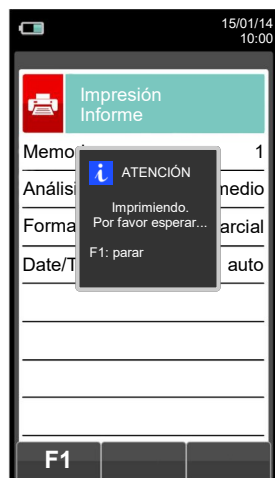 15/01/14
10:00
Impresión
Informe
Memo 1
Análisi medio
Forma arcial
Date/T auto
i ATENCIÓN
Imprimiendo.
Por favor esperar...
F1: parar
F1